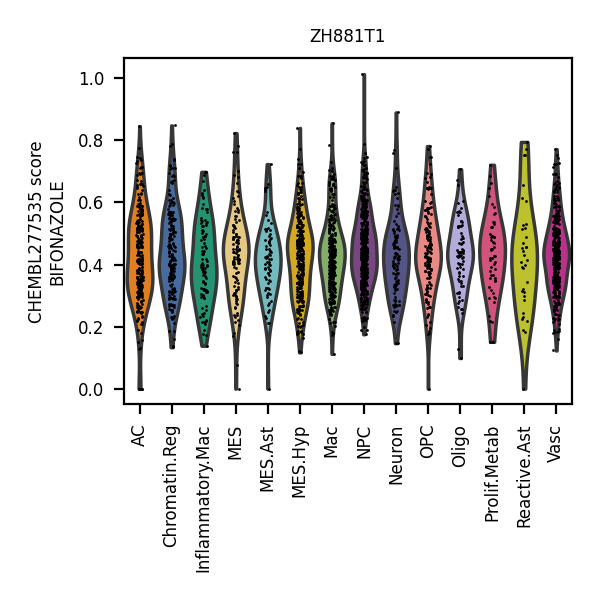 ZH881T1
CHEMBL277535 score
BIFONAZOLE
1.0
0.8
0.6
0.4
0.2
0.0
AC
Chromatin.Reg
Inflammatory.Mac
MES
MES.Ast
MES.Hyp
Mac
NPC
Neuron
OPC
Oligo
Prolif.Metab
Reactive.Ast
Vasc